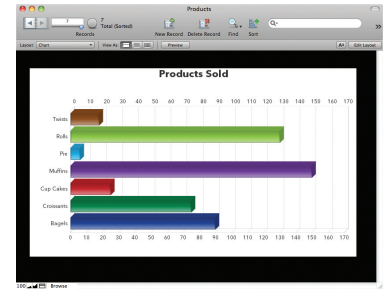 Products
7
7
Total (Sorted)
Records
New Record
Delete Record
Find
Sort
Layout: Chart
View As:
Preview
Aa
Edit Layout
Products Sold
0 10 20 30 40 50 60 70 80 90 100 110 120 130 140 150 160 170
Twists
Rolls
Pie
Muffins
Cup Cakes
Croissants
Bagels
0 10 20 30 40 50 60 70 80 90 100 110 120 130 140 150 160 170
100
Browse